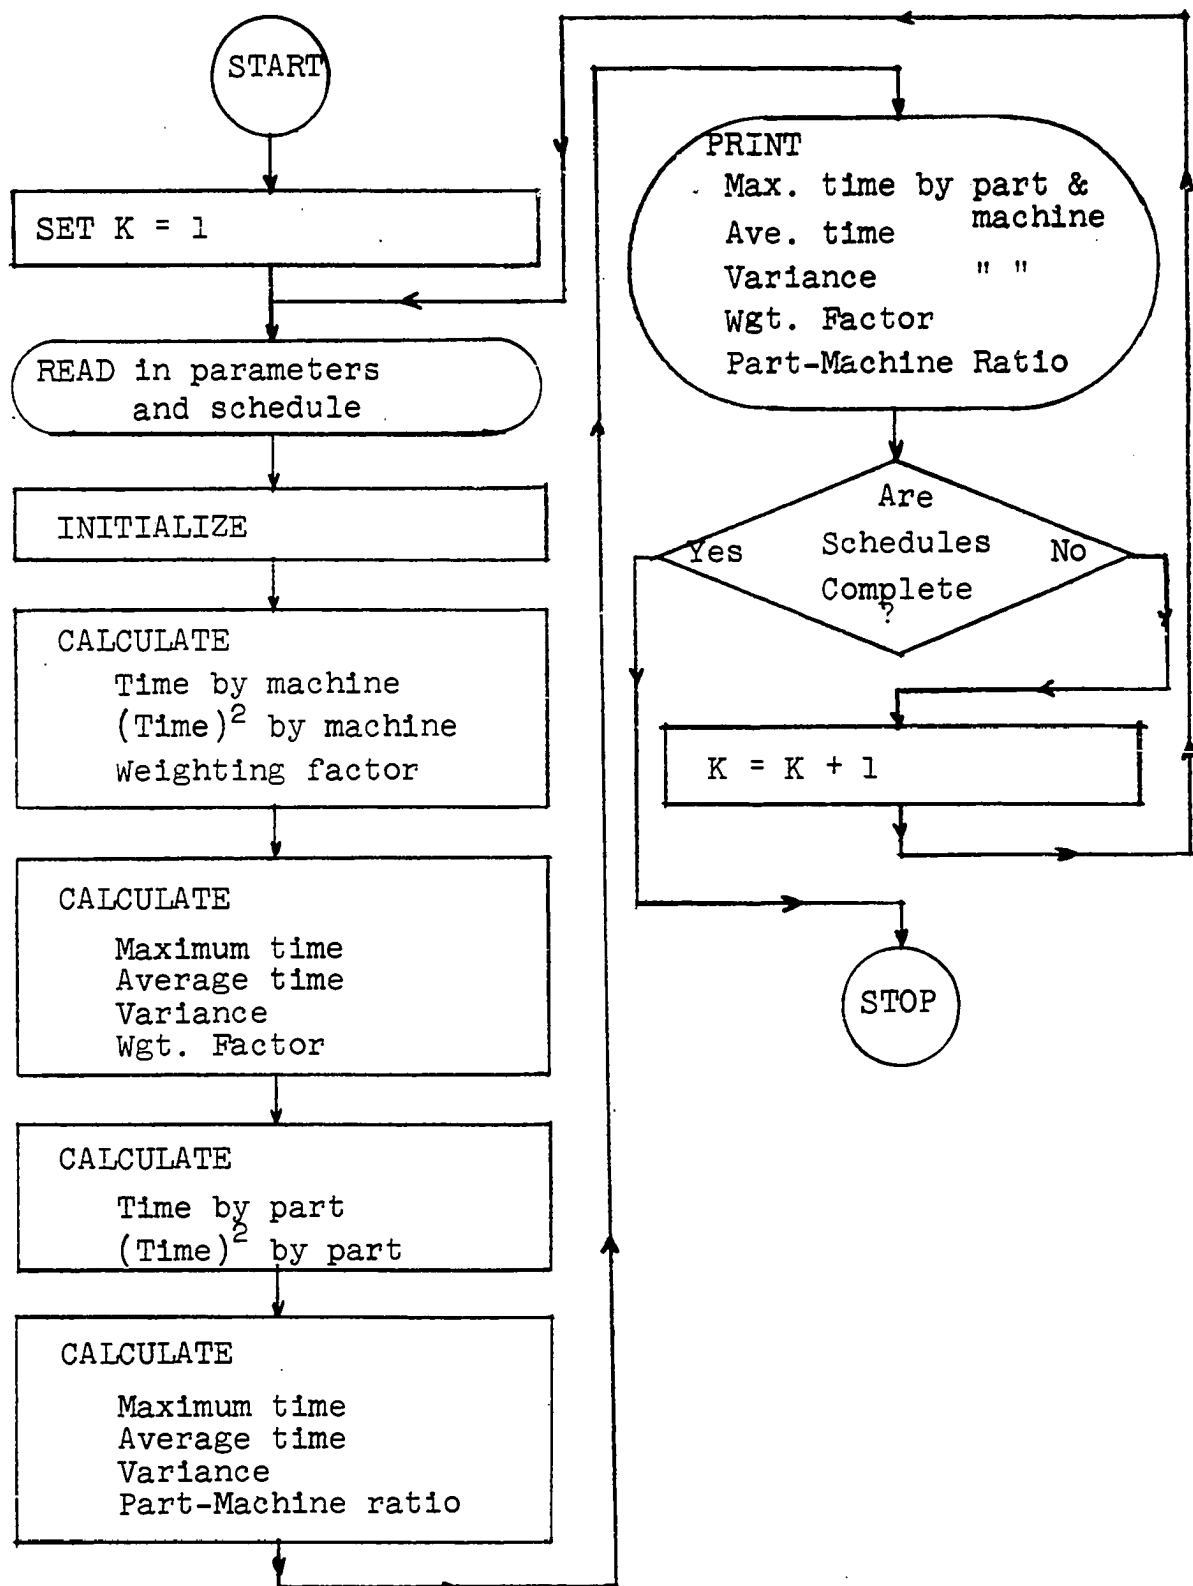 START
SET K = 1
READ in parameters
and schedule
INITIALIZE
CALCULATE
Time by machine
(Time)² by machine
Weighting factor
CALCULATE
Maximum time
Average time
Variance
Wgt. Factor
CALCULATE
Time by part
(Time)² by part
CALCULATE
Maximum time
Average time
Variance
Part-Machine ratio
PRINT
Max. time by part &
machine
Ave. time
Variance " "
Wgt. Factor
Part-Machine Ratio
Are
Schedules
Complete
?
Yes
No
K = K + 1
STOP